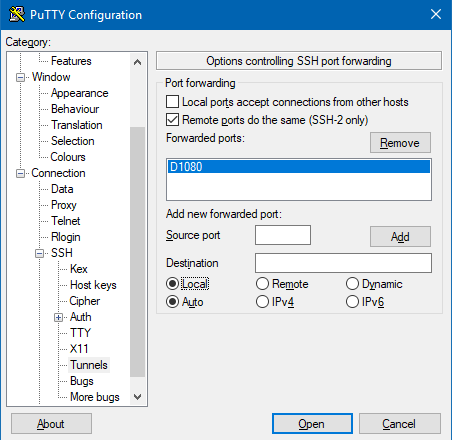 PuTTY Configuration
Category:
Features
Window
Appearance
Behaviour
Translation
Selection
Colours
Connection
Data
Proxy
Telnet
Rlogin
SSH
Kex
Host keys
Cipher
Auth
TTY
X11
Tunnels
Bugs
More bugs
Options controlling SSH port forwarding
Port forwarding
Local ports accept connections from other hosts
Remote ports do the same (SSH-2 only)
Forwarded ports:
Remove
D1080
Add new forwarded port:
Source port
Add
Destination
Local Remote Dynamic
Auto IPv4 IPv6
About Open Cancel